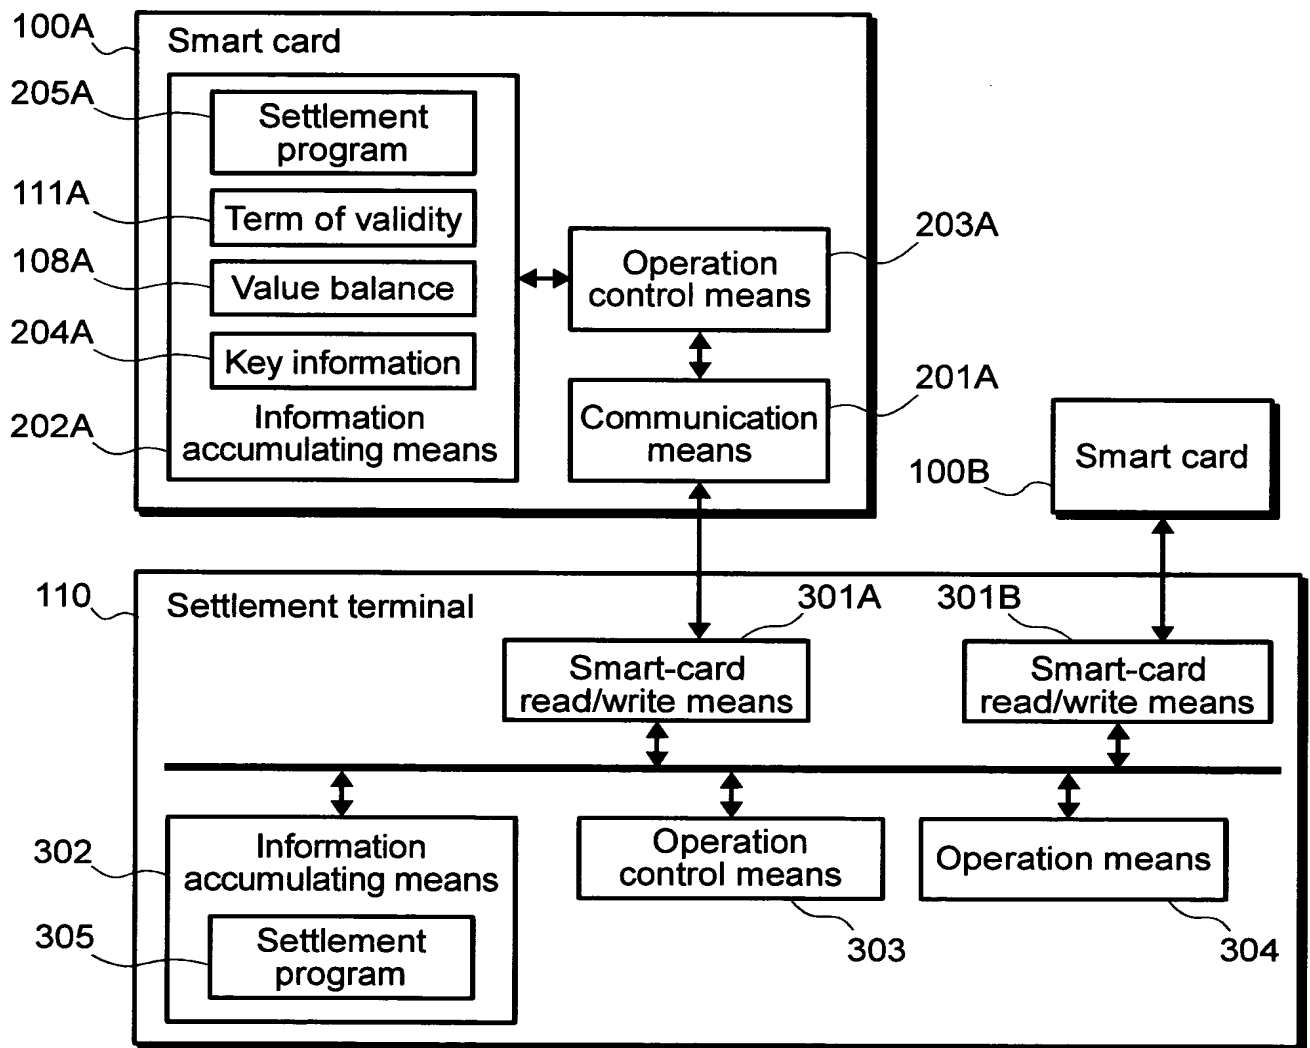 100A
Smart card
205A
Settlement
program
111A
Term of validity
108A
Value balance
204A
Key information
202A
Information
accumulating means
203A
Operation
control means
201A
Communication
means
100B
Smart card
110
Settlement terminal
301A
Smart-card
read/write means
301B
Smart-card
read/write means
302
Information
accumulating means
305
Settlement
program
Operation
control means
303
Operation means
304